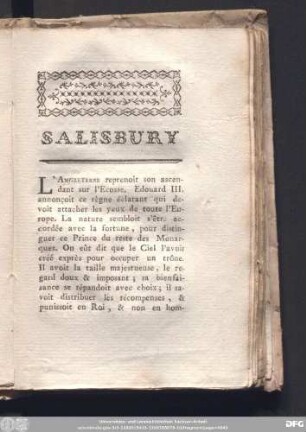 SALISBURY
L'ANGLETERRE reprenoit son ascen-
dant sur l'Ecosse. Edouard III.
annonçoit ce règne éclatant qui de-
voit attacher les yeux de toute l'Eu-
rope. La nature sembloit s'être ac-
cordée avec la fortune, pour distin-
guer ce Prince du reste des Monar-
ques. On eût dit que le Ciel l'avoit
créé exprès pour occuper un trône.
Il avoit la taille majestueuse, le re-
gard doux & imposant; sa bienfai-
sance se répandoit avec choix; il sa-
voit distribuer les récompenses, &
punissoit en Roi, & non en hom-